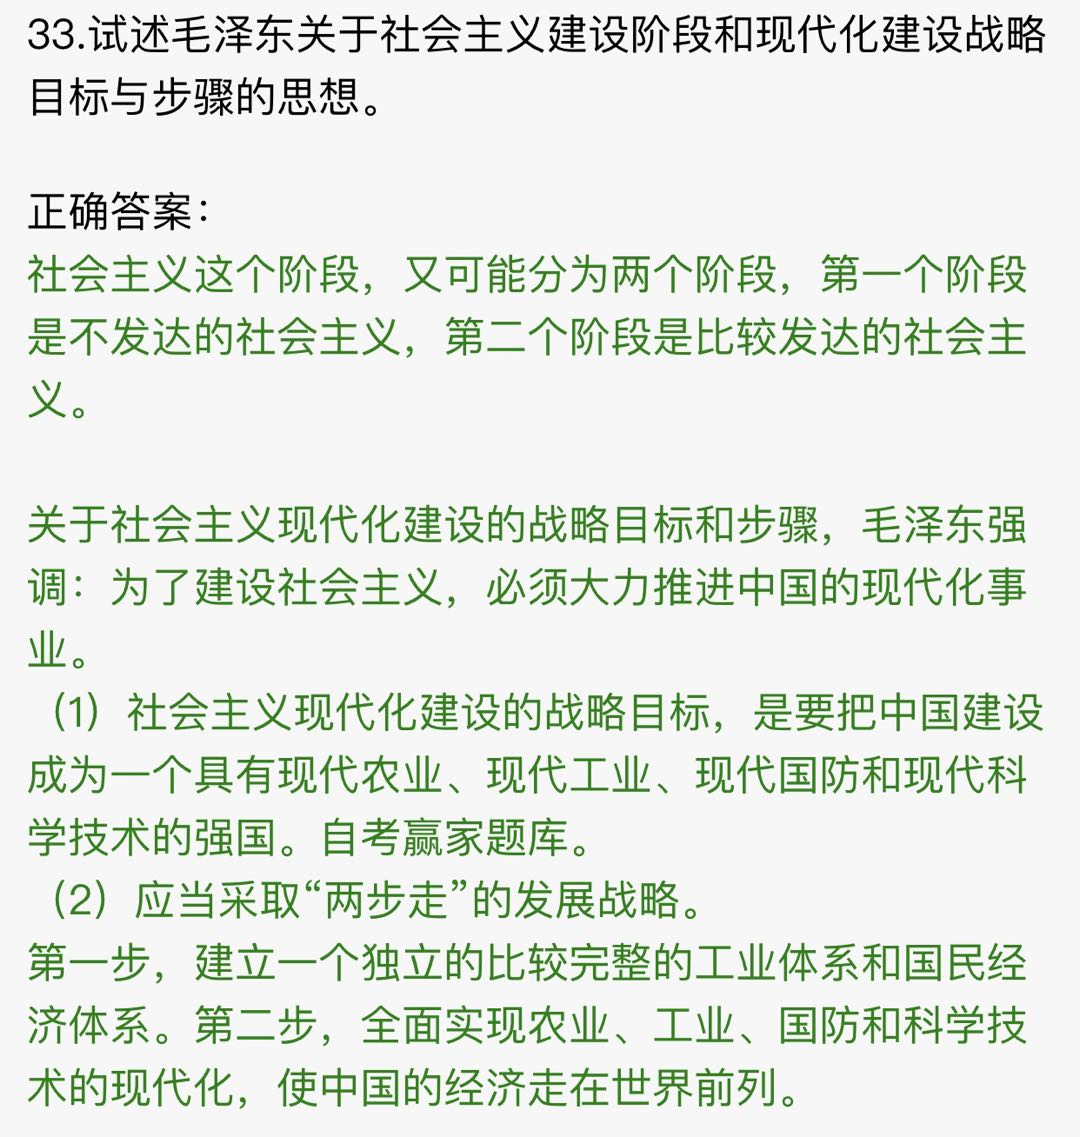 33.试述毛泽东关于社会主义建设阶段和现代化建设战略
目标与步骤的思想。
正确答案：
社会主义这个阶段，又可能分为两个阶段，第一个阶段
是不发达的社会主义，第二个阶段是比较发达的社会主
义。
关于社会主义现代化建设的战略目标和步骤，毛泽东强
调：为了建设社会主义，必须大力推进中国的现代化事
业。
（1）社会主义现代化建设的战略目标，是要把中国建设
成为一个具有现代农业、现代工业、现代国防和现代科
学技术的强国。自考赢家题库。
（2）应当采取“两步走”的发展战略。
第一步，建立一个独立的比较完整的工业体系和国民经
济体系。第二步，全面实现农业、工业、国防和科学技
术的现代化，使中国的经济走在世界前列。